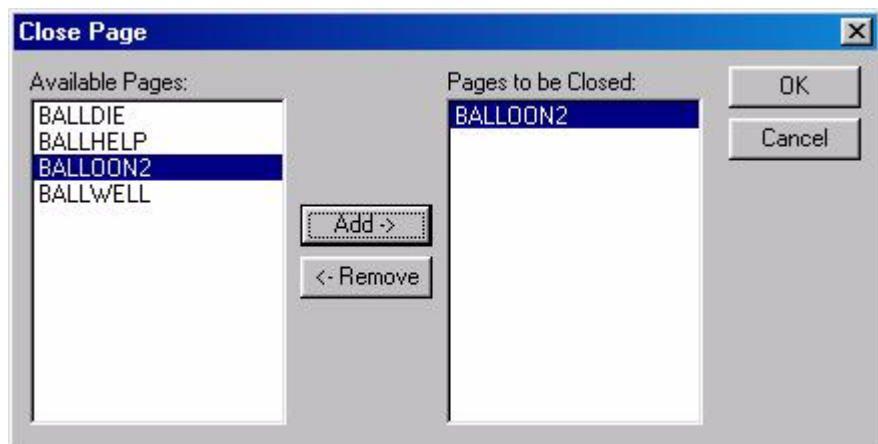 Close Page
Available Pages:
BALLDIE
BALLHELP
BALLOON2
BALLWELL
Add ->
<- Remove
Pages to be Closed:
BALLOON2
OK
Cancel